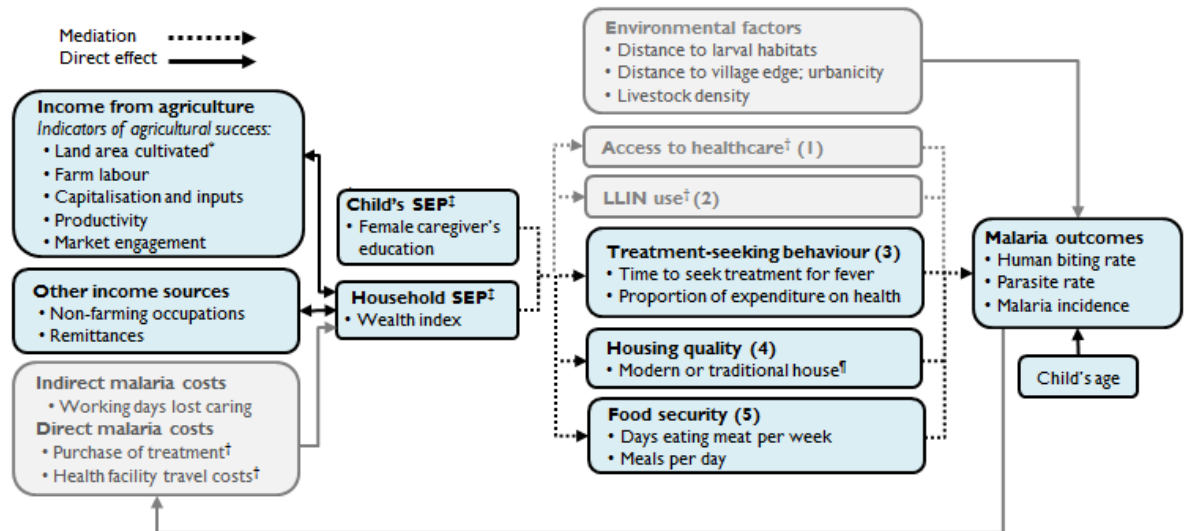 Mediation
Direct effect
Income from agriculture
Indicators of agricultural success:
• Land area cultivated*
• Farm labour
• Capitalisation and inputs
• Productivity
• Market engagement
Other income sources
• Non-farming occupations
• Remittances
Indirect malaria costs
• Working days lost caring
Direct malaria costs
• Purchase of treatment†
• Health facility travel costs†
Child's SEP‡
• Female caregiver's
education
Household SEP‡
• Wealth index
Environmental factors
• Distance to larval habitats
• Distance to village edge; urbanicity
• Livestock density
Access to healthcare† (1)
LLIN use† (2)
Treatment-seeking behaviour (3)
• Time to seek treatment for fever
• Proportion of expenditure on health
Housing quality (4)
• Modern or traditional house¶
Food security (5)
• Days eating meat per week
• Meals per day
Malaria outcomes
• Human biting rate
• Parasite rate
• Malaria incidence
Child's age